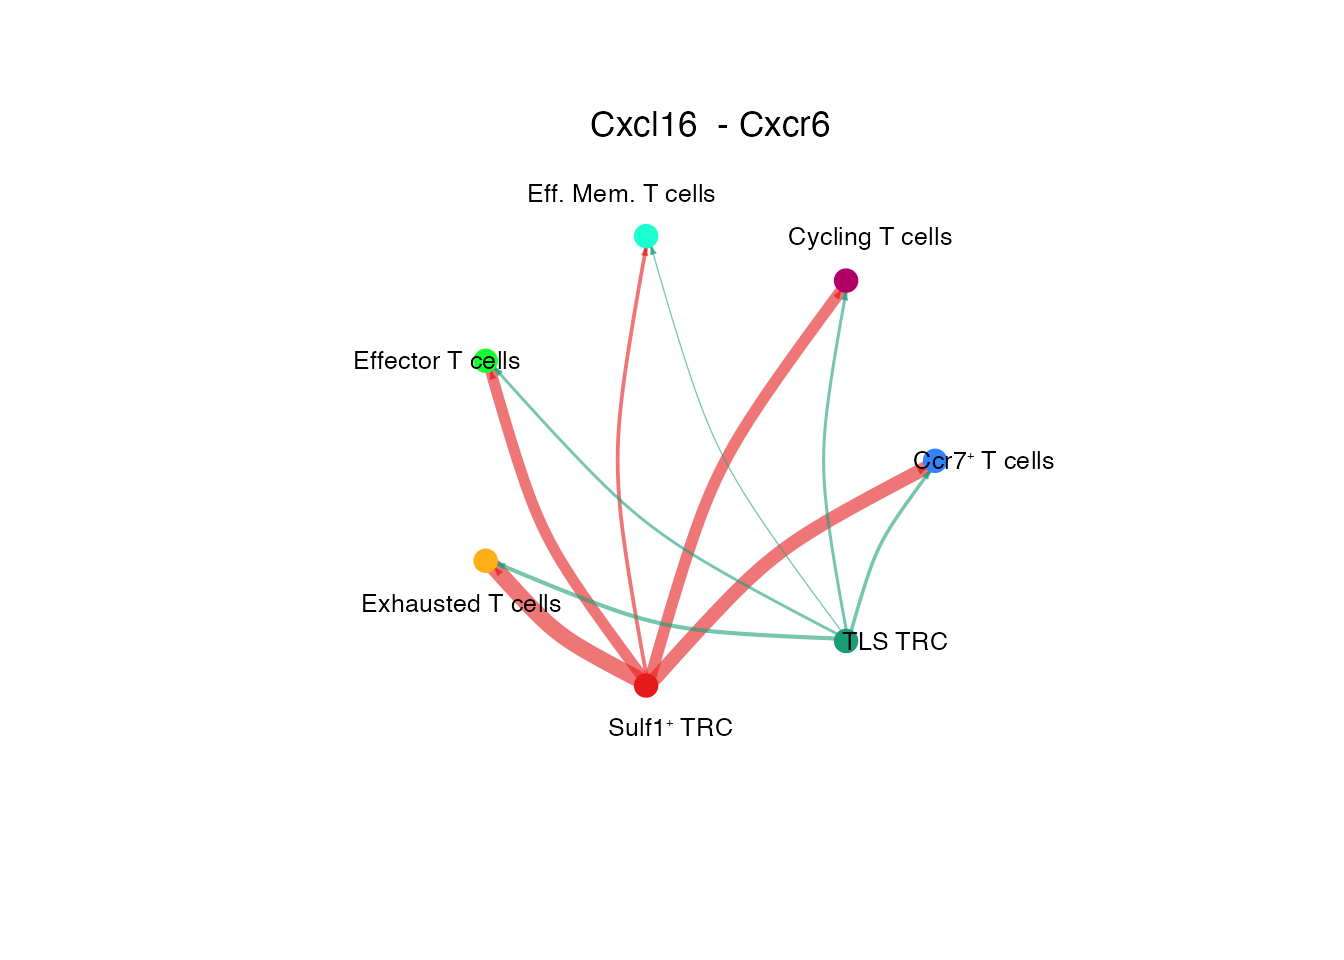 Cxcl16  - Cxcr6
Eff. Mem. T cells
Cycling T cells
Effector T cells
Ccr7⁺ T cells
Exhausted T cells
TLS TRC
Sulf1⁺ TRC